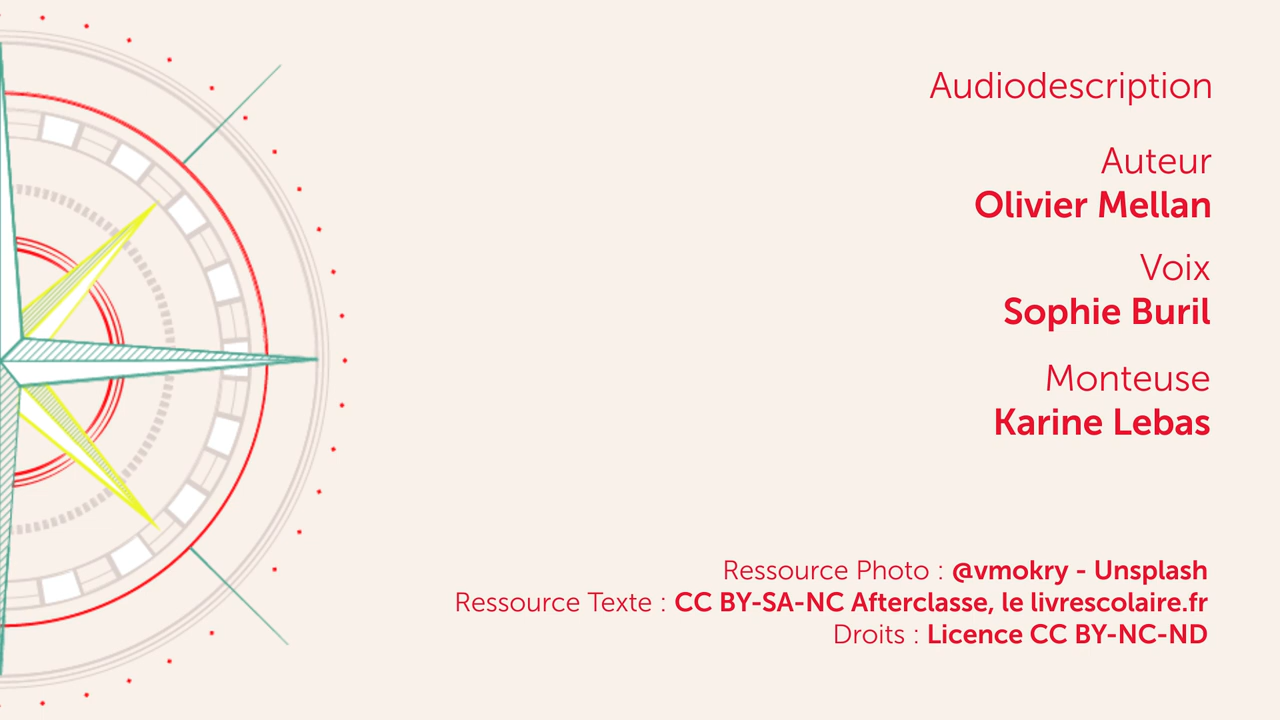 Audiodescription
Auteur
Olivier Mellan
Voix
Sophie Buril
Monteuse
Karine Lebas
Ressource Photo : @vmokry - Unsplash
Ressource Texte : CC BY-SA-NC Afterclasse, le livrescolaire.fr
Droits : Licence CC BY-NC-ND